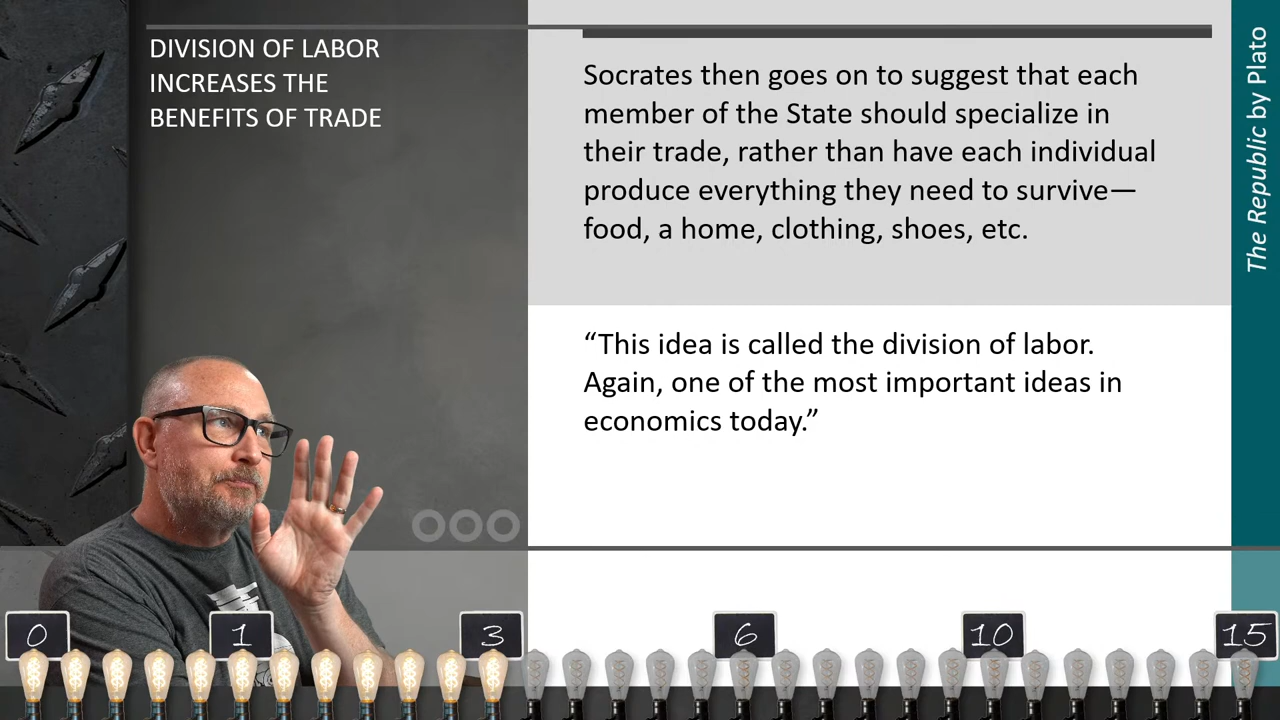 DIVISION OF LABOR
INCREASES THE
BENEFITS OF TRADE
Socrates then goes on to suggest that each
member of the State should specialize in
their trade, rather than have each individual
produce everything they need to survive—
food, a home, clothing, shoes, etc.
“This idea is called the division of labor.
Again, one of the most important ideas in
economics today.”
The Republic by Plato
0
1
3
6
10
15